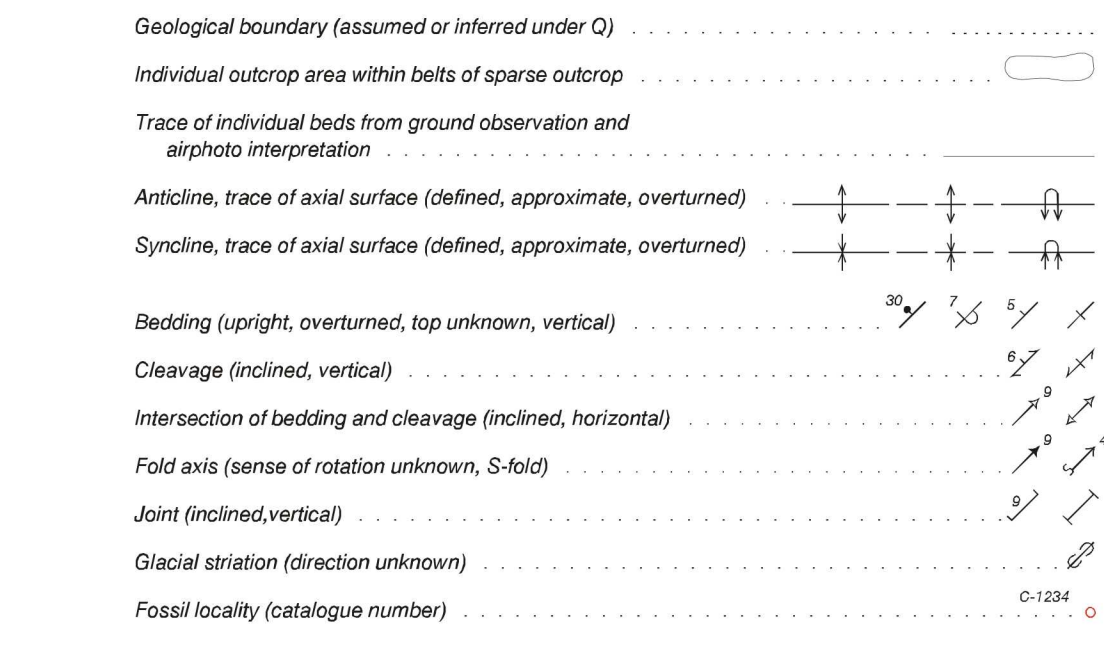 Geological boundary (assumed or inferred under Q)
Individual outcrop area within belts of sparse outcrop
Trace of individual beds from ground observation and
airphoto interpretation
Anticline, trace of axial surface (defined, approximate, overturned)
Syncline, trace of axial surface (defined, approximate, overturned)
Bedding (upright, overturned, top unknown, vertical) 30 7 5
Cleavage (inclined, vertical) 6
Intersection of bedding and cleavage (inclined, horizontal) 9
Fold axis (sense of rotation unknown, S-fold) 9 4
Joint (inclined,vertical) 9
Glacial striation (direction unknown)
Fossil locality (catalogue number) C-1234